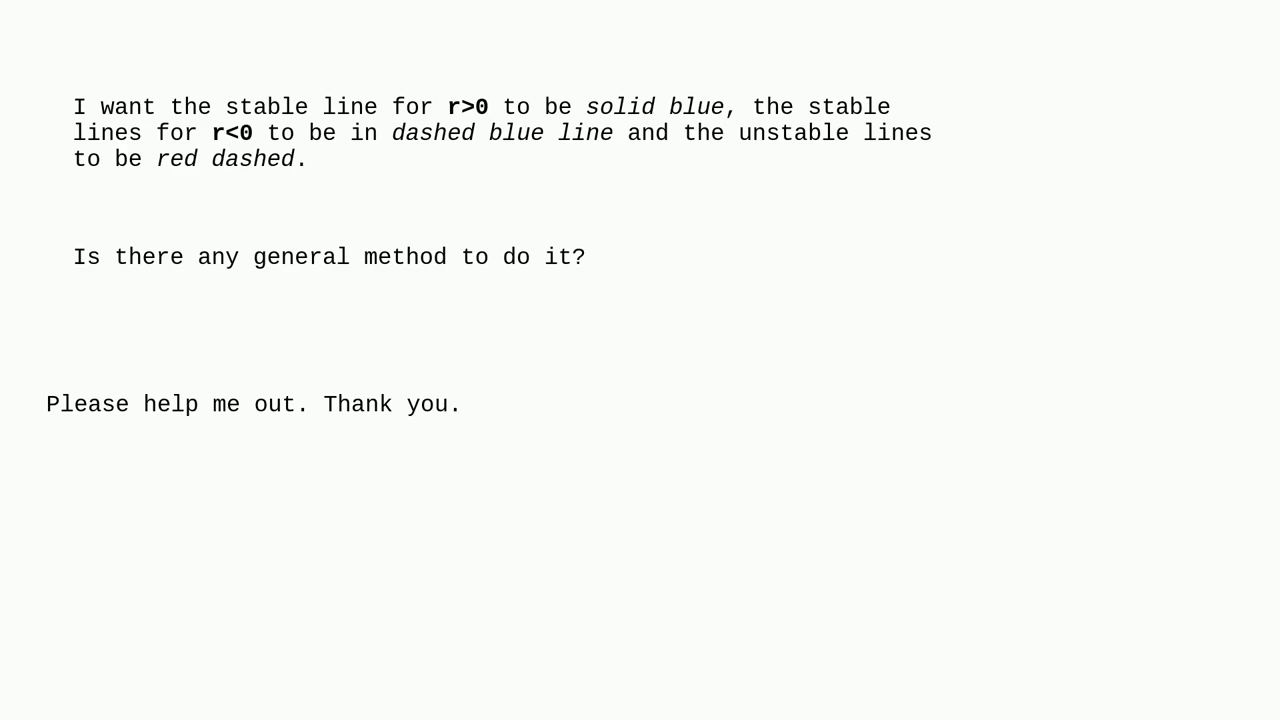 I want the stable line for r>0 to be solid blue, the stable
lines for r<0 to be in dashed blue line and the unstable lines
to be red dashed.
Is there any general method to do it?
Please help me out. Thank you.